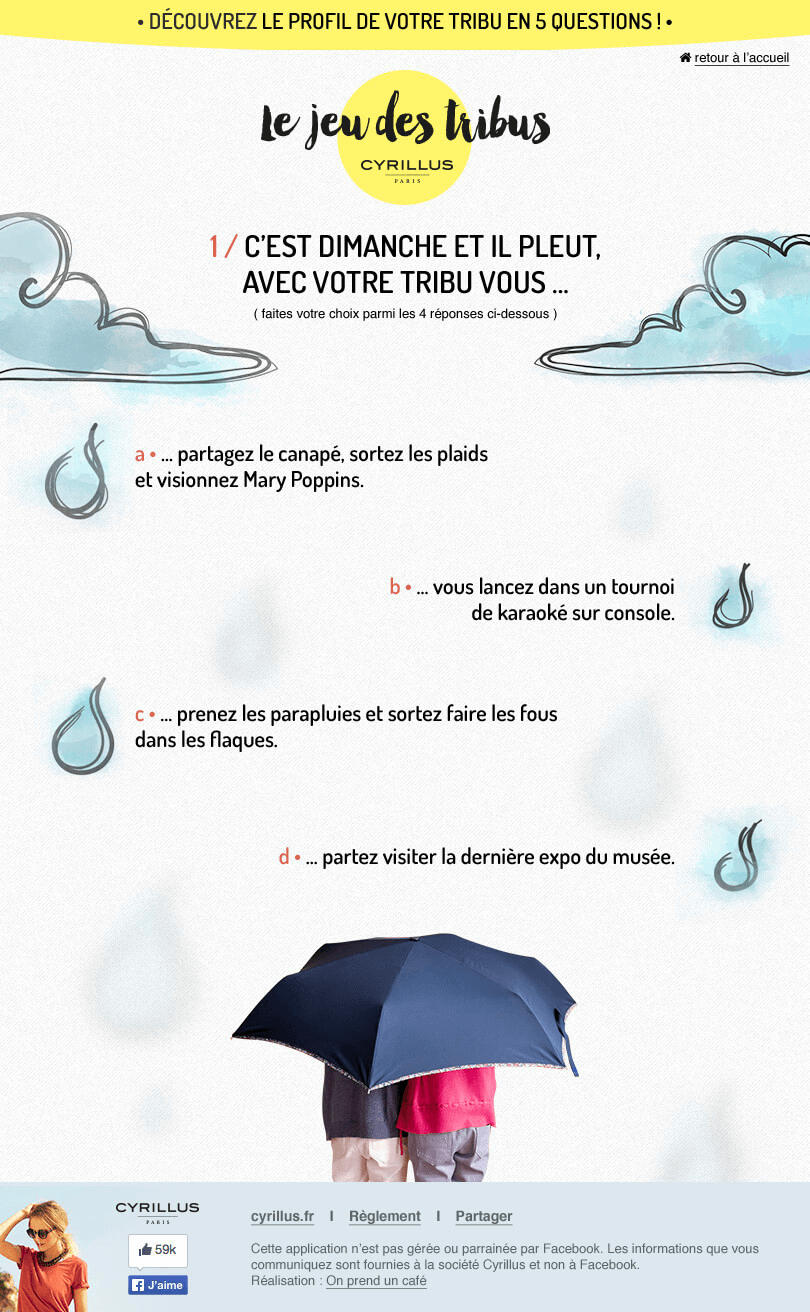 • DÉCOUVREZ LE PROFIL DE VOTRE TRIBU EN 5 QUESTIONS ! •
retour à l'accueil
Le jeu des tribus
CYRILLUS
PARIS
1 / C'EST DIMANCHE ET IL PLEUT,
AVEC VOTRE TRIBU VOUS ...
( faites votre choix parmi les 4 réponses ci-dessous )
a • ... partagez le canapé, sortez les plaids
et visionnez Mary Poppins.
b • ... vous lancez dans un tournoi
de karaoké sur console.
c • ... prenez les parapluies et sortez faire les fous
dans les flaques.
d • ... partez visiter la dernière expo du musée.
CYRILLUS
PARIS
59k
J'aime
cyrillus.fr I Règlement I Partager
Cette application n'est pas gérée ou parrainée par Facebook. Les informations que vous
communiquez sont fournies à la société Cyrillus et non à Facebook.
Réalisation : On prend un café